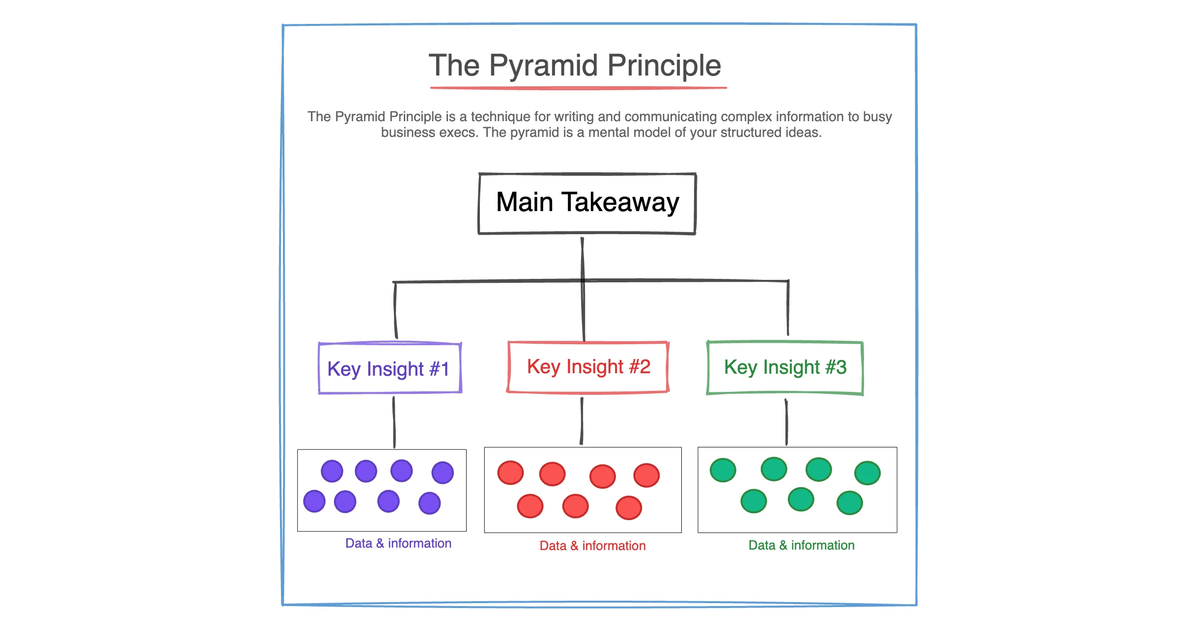 The Pyramid Principle
The Pyramid Principle is a technique for writing and communicating complex information to busy
business execs. The pyramid is a mental model of your structured ideas.
Main Takeaway
Key Insight #1
Key Insight #2
Key Insight #3
Data & information
Data & information
Data & information